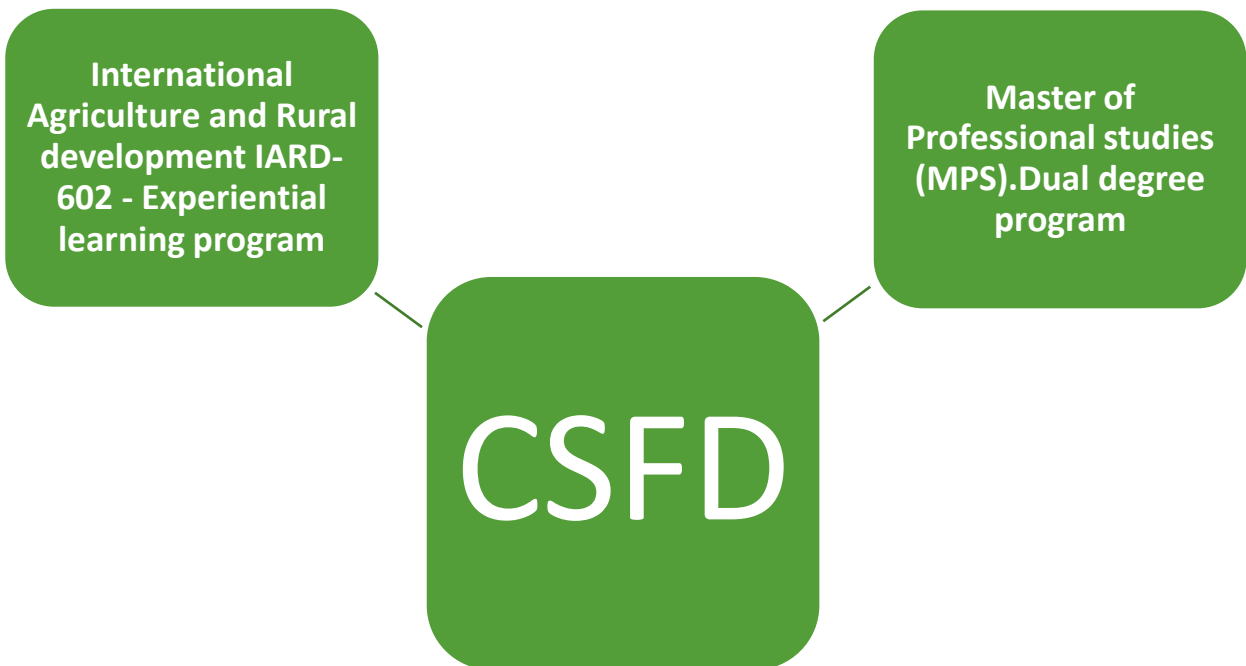 International
Agriculture and Rural
development IARD-
602 - Experiential
learning program
Master of
Professional studies
(MPS).Dual degree
program
CSFD